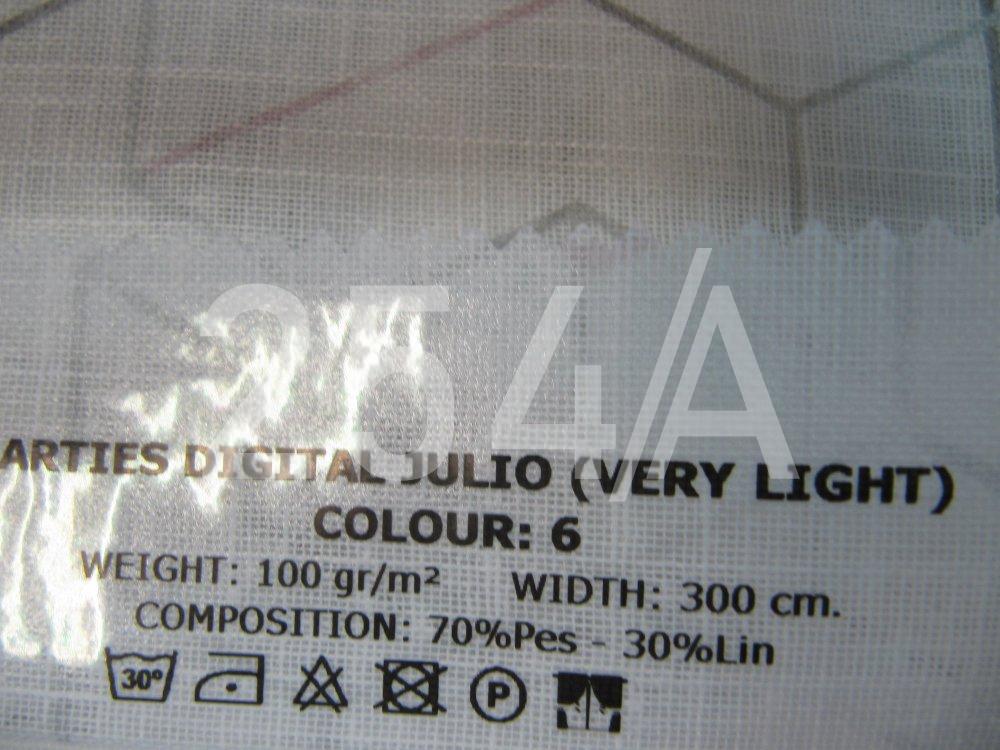 254/A
ARTIES DIGITAL JULIO (VERY LIGHT)
COLOUR: 6
WEIGHT: 100 gr/m² WIDTH: 300 cm.
COMPOSITION: 70%Pes - 30%Lin
30° P